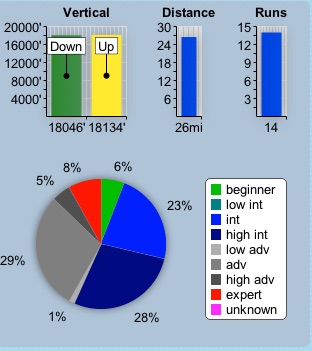 Vertical
Distance
Runs
20000'
16000'
12000'
8000'
4000'
Down
Up
18046'
18134'
30
24
18
12
6
26mi
15
12
9
6
3
14
8%
6%
5%
23%
29%
1%
28%
beginner
low int
int
high int
low adv
adv
high adv
expert
unknown